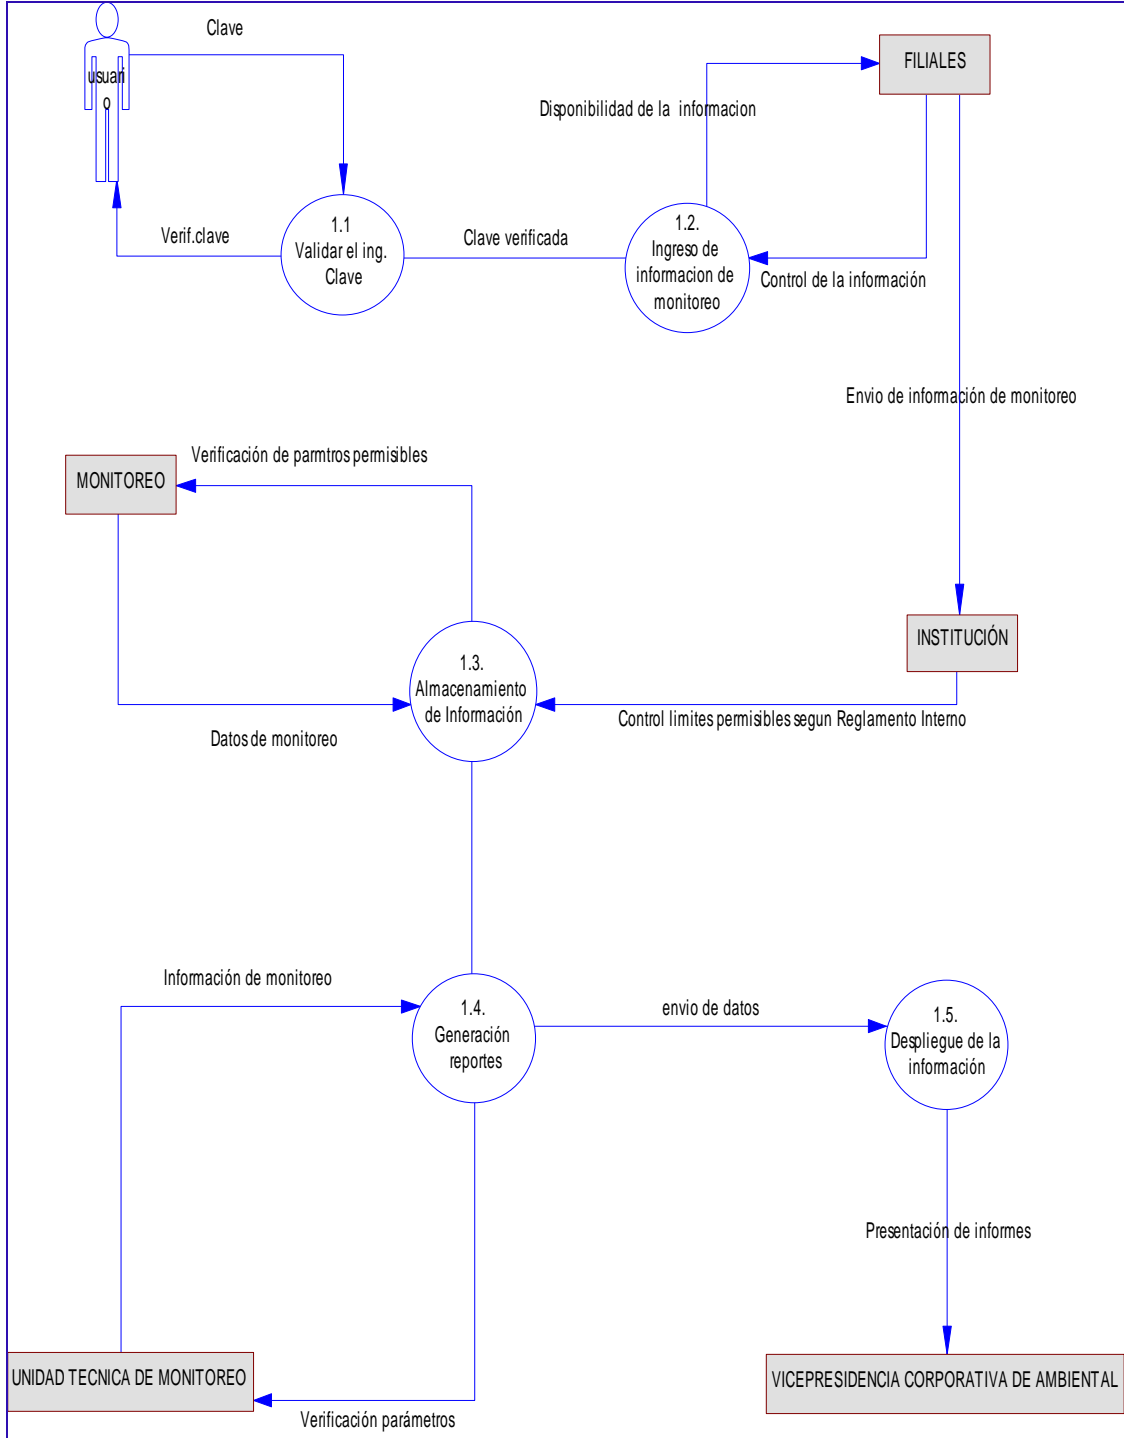 Clave
usuari
o
FILIALES
Disponibilidad de la informacion
1.1
Validar el ing.
Clave
Verif.clave
Clave verificada
1.2.
Ingreso de
informacion de
monitoreo
Control de la información
Envio de información de monitoreo
Verificación de parmtros permisibles
MONITOREO
INSTITUCIÓN
1.3.
Almacenamiento
de Información
Control limites permisibles segun Reglamento Interno
Datos de monitoreo
Información de monitoreo
1.4.
Generación
reportes
envio de datos
1.5.
Despliegue de la
información
Presentación de informes
UNIDAD TECNICA DE MONITOREO
VICEPRESIDENCIA CORPORATIVA DE AMBIENTAL
Verificación parámetros